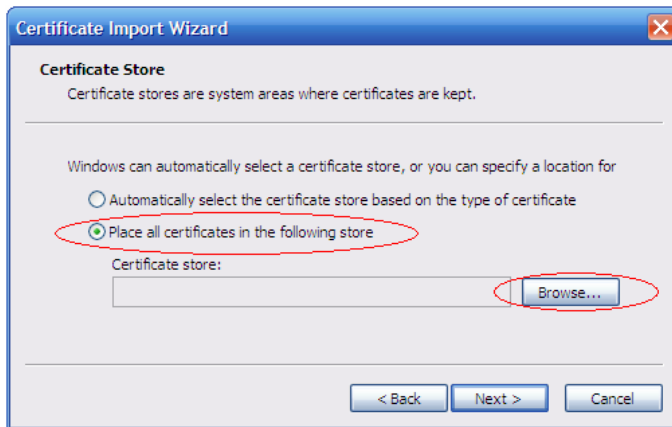 Certificate Import Wizard
Certificate Store
Certificate stores are system areas where certificates are kept.
Windows can automatically select a certificate store, or you can specify a location for
Automatically select the certificate store based on the type of certificate
Place all certificates in the following store
Certificate store:
Browse...
< Back Next > Cancel